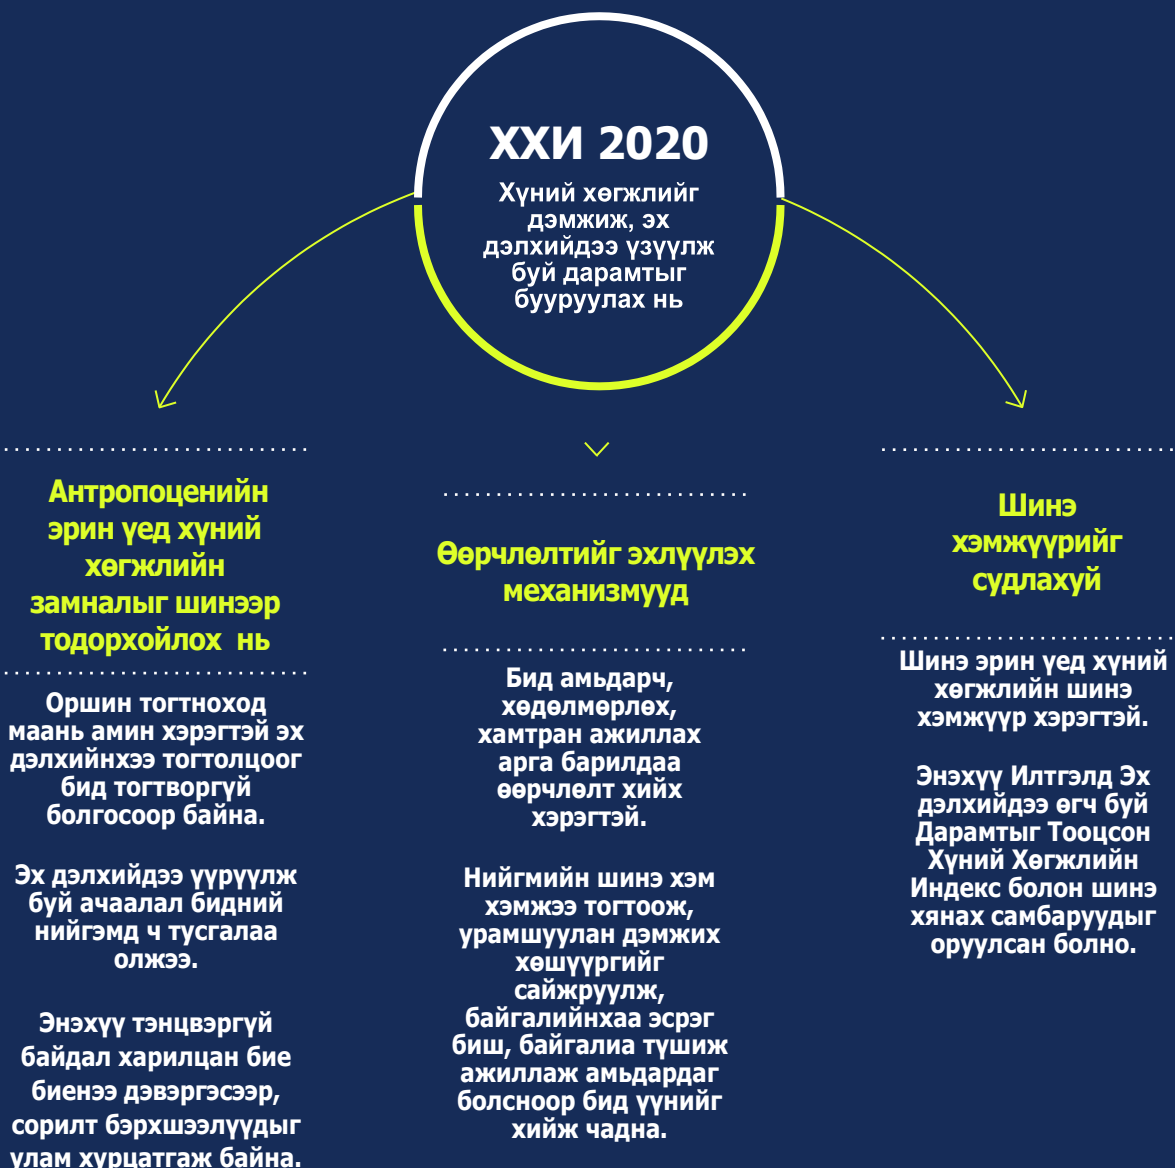 ХХИ 2020
Хүний хөгжлийг
дэмжиж, эх
дэлхийдээ үзүүлж
буй дарамтыг
бууруулах нь
Антропоценийн
эрин үед хүний
хөгжлийн
замналыг шинээр
тодорхойлох нь
Оршин тогтноход
маань амин хэрэгтэй эх
дэлхийнхээ тогтолцоог
бид тогтворгүй
болгосоор байна.
Эх дэлхийдээ үүрүүлж
буй ачаалал бидний
нийгэмд ч тусгалаа
олжээ.
Энэхүү тэнцвэргүй
байдал харилцан бие
биенээ дэвэргэсээр,
сорилт бэрхшээлүүдыг
улам хурцатгаж байна.
Өөрчлөлтийг эхлүүлэх
механизмууд
Бид амьдарч,
хөдөлмөрлөх,
хамтран ажиллах
арга барилдаа
өөрчлөлт хийх
хэрэгтэй.
Нийгмийн шинэ хэм
хэмжээ тогтоож,
урамшуулан дэмжих
хөшүүргийг
сайжруулж,
байгалийнхаа эсрэг
биш, байгалиа түшиж
ажиллаж амьдардаг
болсноор бид үүнийг
хийж чадна.
Шинэ
хэмжүүрийг
судлахуй
Шинэ эрин үед хүний
хөгжлийн шинэ
хэмжүүр хэрэгтэй.
Энэхүү Илтгэлд Эх
дэлхийдээ өгч буй
Дарамтыг Тооцсон
Хүний Хөгжлийн
Индекс болон шинэ
хянах самбаруудыг
оруулсан болно.